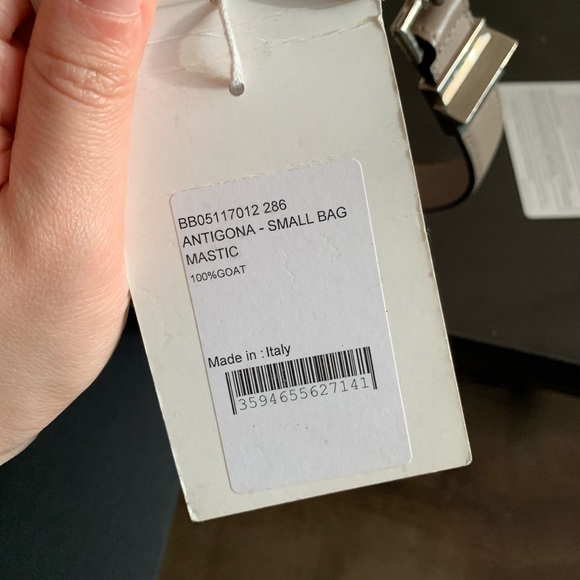 BB05117012 286
ANTIGONA - SMALL BAG
MASTIC
100%GOAT
Made in : Italy
3594655627141